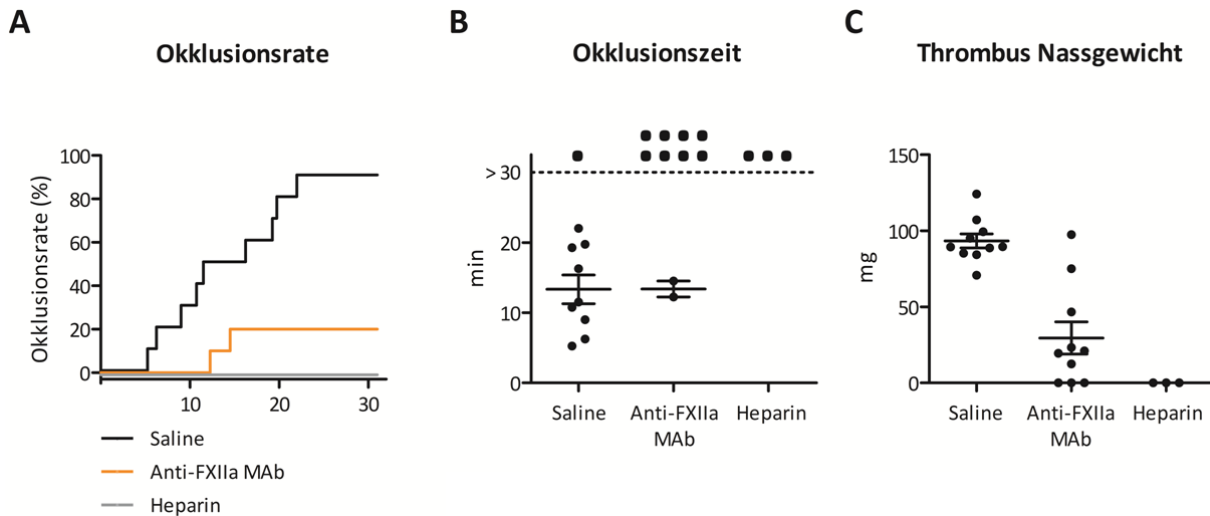 A
Okklusionsrate
Okklusionsrate (%)
100
80
60
40
20
0
10
20
30
Saline
Anti-FXIIa MAb
Heparin
B
Okklusionszeit
min
> 30
20
10
0
Saline
Anti-FXIIa
MAb
Heparin
C
Thrombus Nassgewicht
mg
150
100
50
0
Saline
Anti-FXIIa
MAb
Heparin